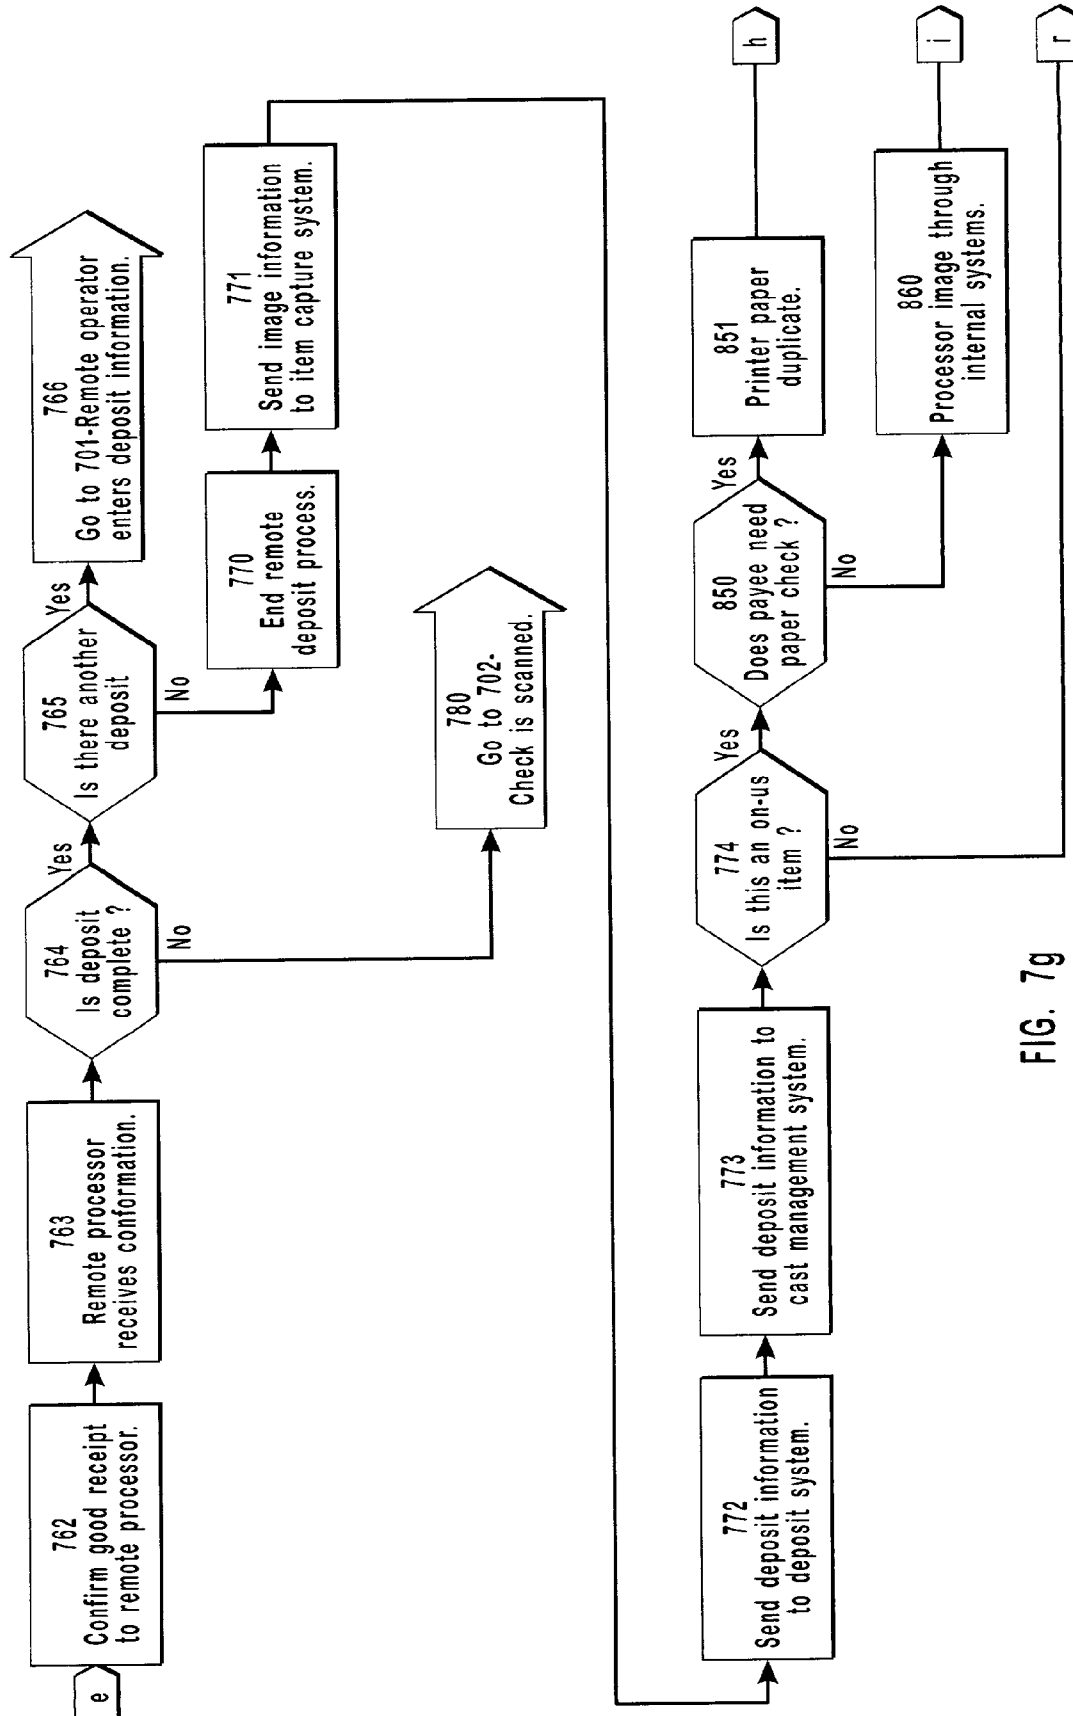 e
762
Confirm good receipt
to remote processor.
763
Remote processor
receives conformation.
764
Is deposit
complete ?
Yes
No
765
Is there another
deposit
Yes
No
766
Go to 701-Remote operator
enters deposit information.
770
End remote
deposit process.
771
Send image information
to item capture system.
780
Go to 702-
Check is scanned.
772
Send deposit information
to deposit system.
773
Send deposit information to
cast management system.
774
Is this an on-us
item ?
Yes
No
850
Does payee need
paper check ?
Yes
No
851
Printer paper
duplicate.
h
860
Processor image through
internal systems.
i
r
FIG. 7g